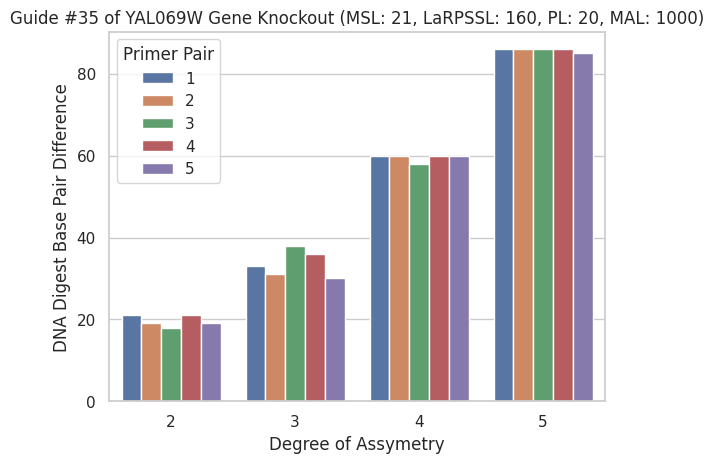 Guide #35 of YAL069W Gene Knockout (MSL: 21, LaRPSSL: 160, PL: 20, MAL: 1000)
DNA Digest Base Pair Difference
80
60
40
20
0
Primer Pair
1
2
3
4
5
2 3 4 5
Degree of Assymetry